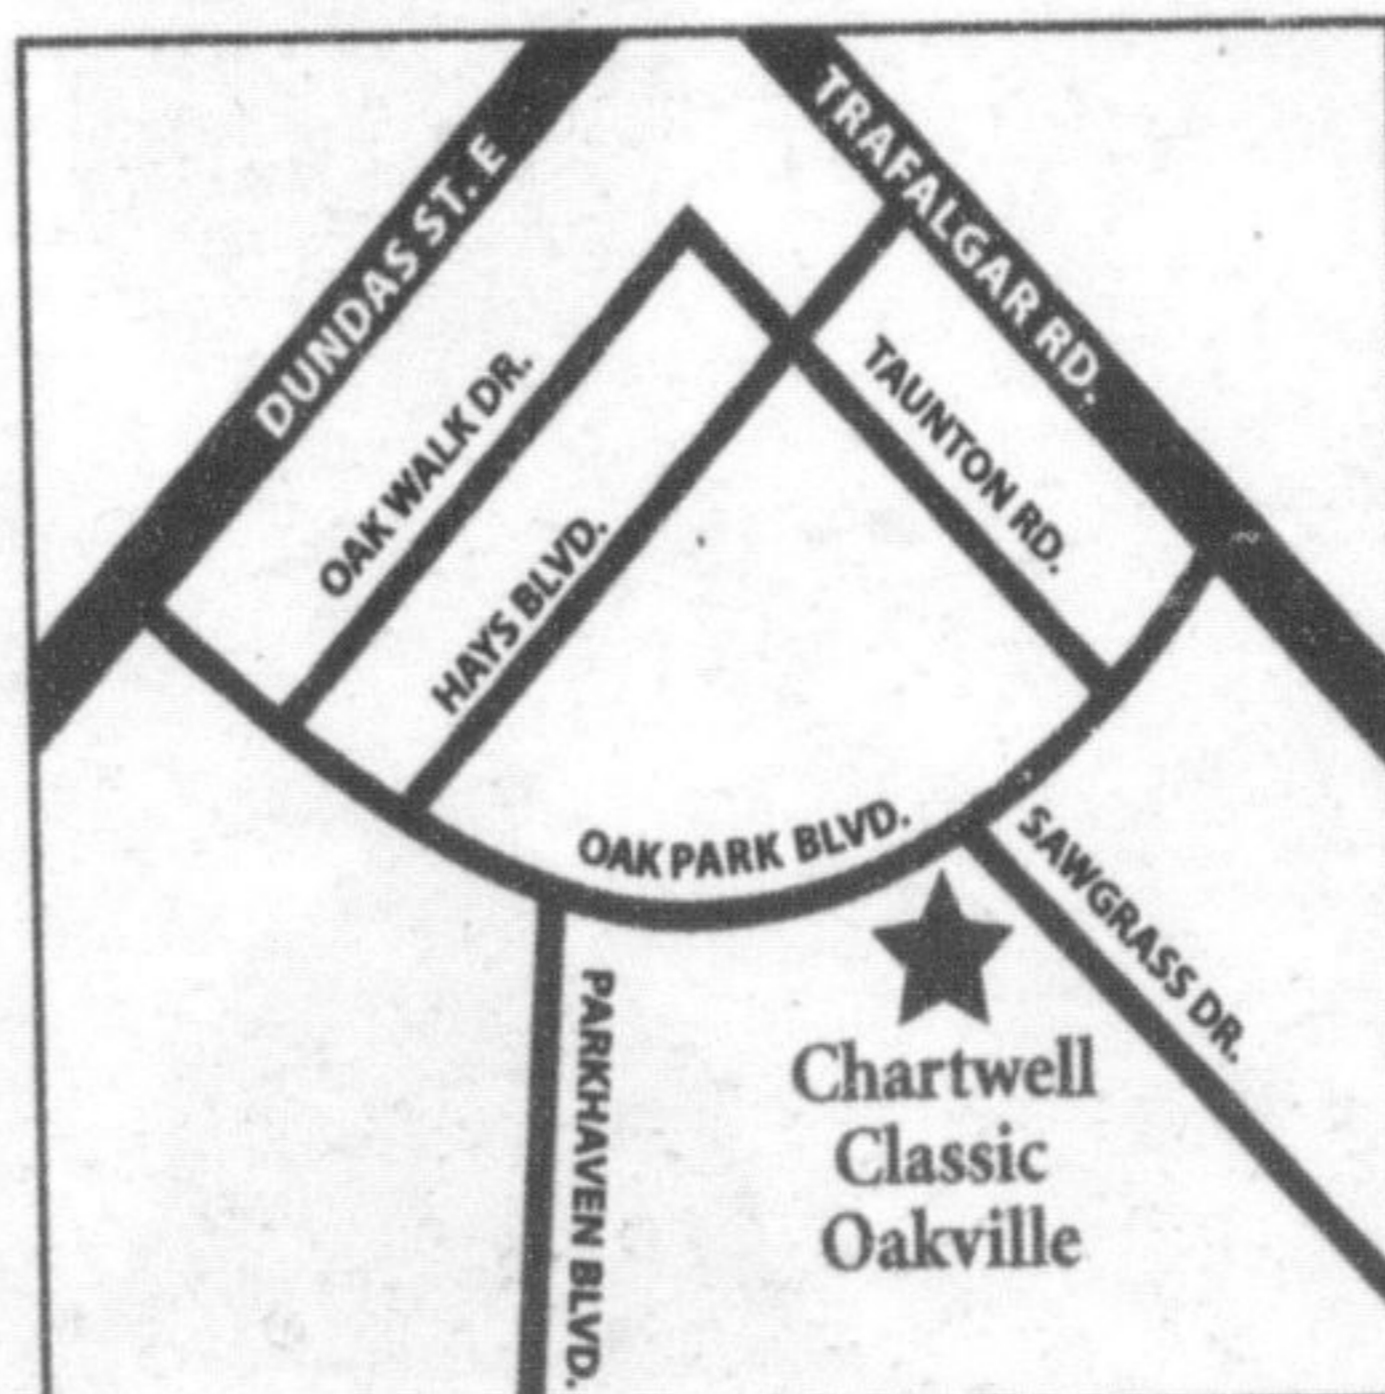 TRAFALGAR RD.
DUNDAS ST. E
OAK WALK DR.
TAUNTON RD.
HAYS BLVD.
OAK PARK BLVD.
SAWGRASS DR.
PARKHAVEN BLVD.
Chartwell
Classic
Oakville